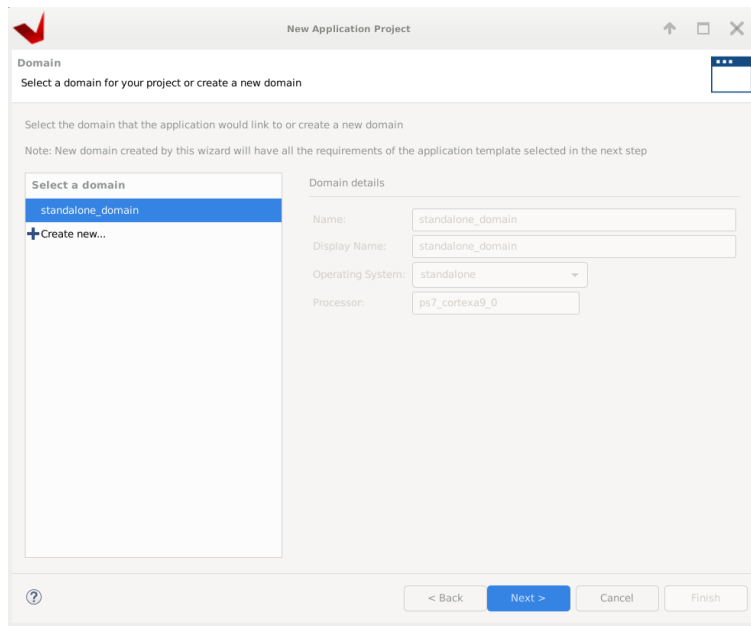 New Application Project
Domain
Select a domain for your project or create a new domain
Select the domain that the application would link to or create a new domain
Note: New domain created by this wizard will have all the requirements of the application template selected in the next step
Select a domain
standalone_domain
Create new...
Domain details
Name: standalone_domain
Display Name: standalone_domain
Operating System: standalone
Processor: ps7_cortexa9_0
< Back Next > Cancel Finish